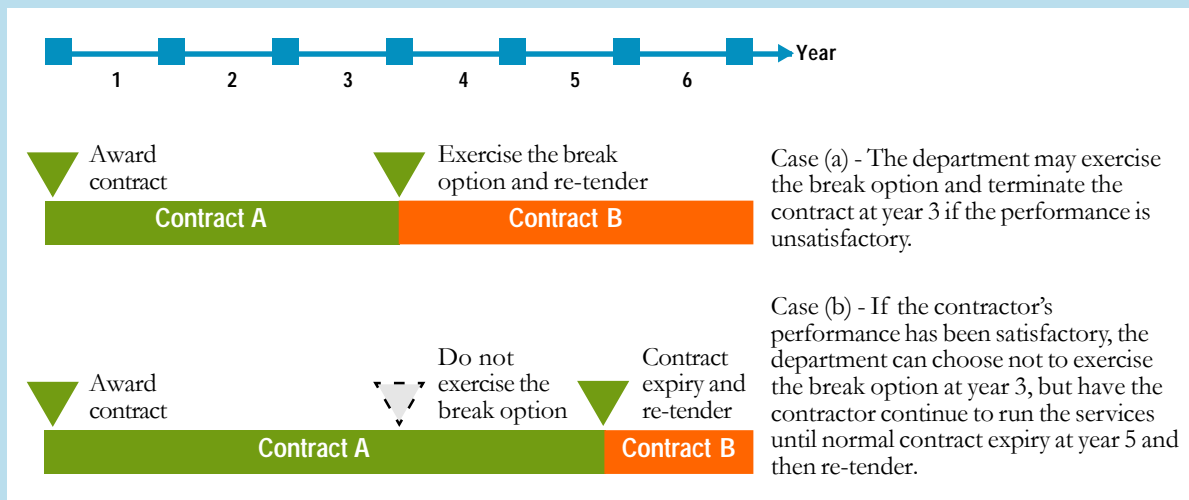 Year
1 2 3 4 5 6
Award
contract
Exercise the break
option and re-tender
Contract A
Contract B
Case (a) - The department may exercise
the break option and terminate the
contract at year 3 if the performance is
unsatisfactory.
Award
contract
Do not
exercise the
break option
Contract
expiry and
re-tender
Contract A
Contract B
Case (b) - If the contractor's
performance has been satisfactory, the
department can choose not to exercise
the break option at year 3, but have the
contractor continue to run the services
until normal contract expiry at year 5 and
then re-tender.